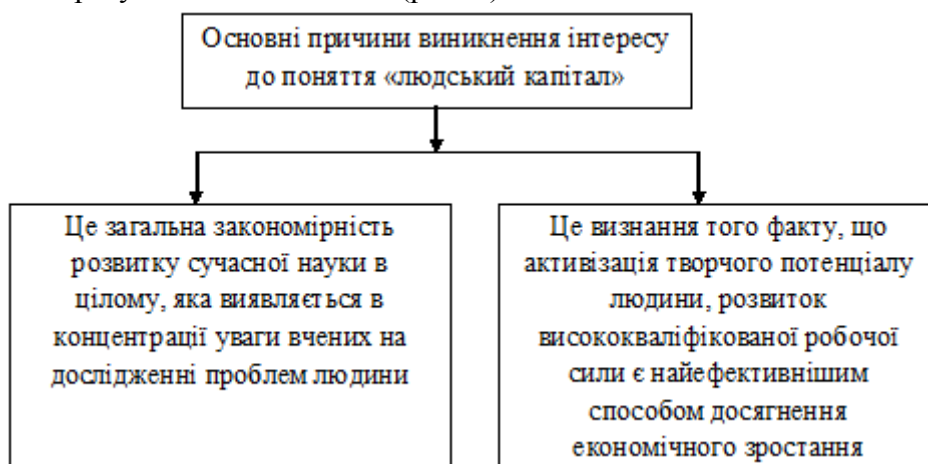 Основні причини виникнення інтересу
до поняття «людський капітал»
Це загальна закономірність
розвитку сучасної науки в
цілому, яка виявляється в
концентрації уваги вчених на
дослідженні проблем людини
Це визнання того факту, що
активізація творчого потенціалу
людини, розвиток
висококваліфікованої робочої
сили є найефективнішим
способом досягнення
економічного зростання